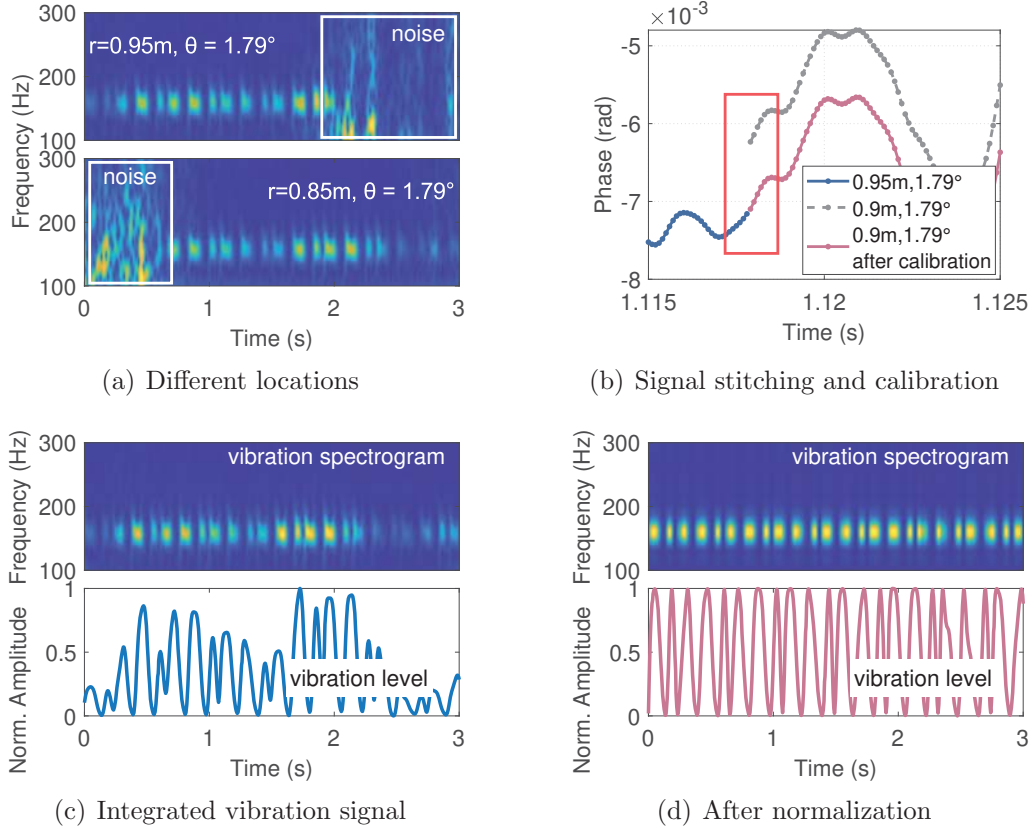 300
r=0.95m, θ = 1.79°
noise
200
100
300
noise
r=0.85m, θ = 1.79°
200
100
Frequency (Hz)
0
1
2
3
Time (s)
(a) Different locations
× 10⁻³
-5
-6
-7
-8
Phase (rad)
0.95m,1.79°
0.9m,1.79°
0.9m,1.79°
after calibration
1.115
1.12
1.125
Time (s)
(b) Signal stitching and calibration
300
vibration spectrogram
200
100
Frequency (Hz)
1
0.5
vibration level
0
Norm. Amplitude
0
1
2
3
Time (s)
(c) Integrated vibration signal
300
vibration spectrogram
200
100
Frequency (Hz)
1
0.5
vibration level
0
Norm. Amplitude
0
1
2
3
Time (s)
(d) After normalization